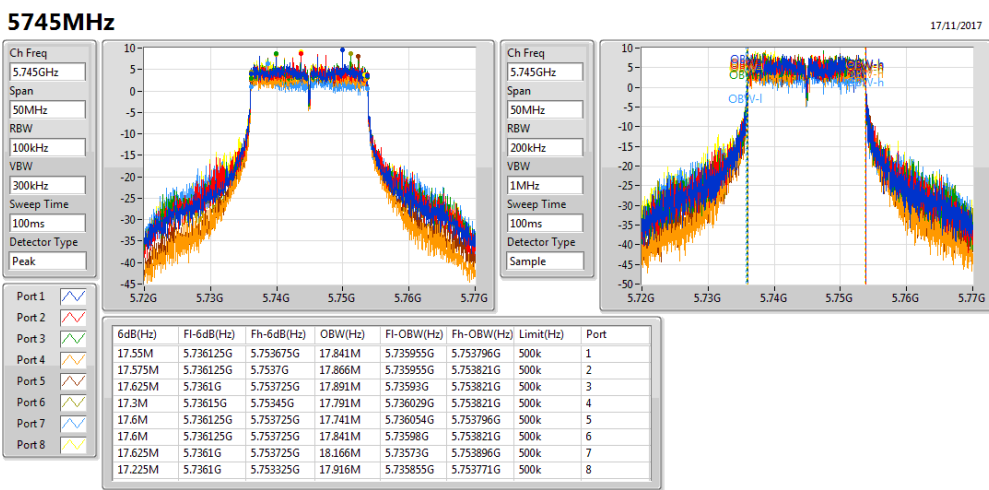 5745MHz
17/11/2017
Ch Freq
5.745GHz
Span
50MHz
RBW
100kHz
VBW
300kHz
Sweep Time
100ms
Detector Type
Peak
10-
5-
0-
-5-
-10-
-15-
-20-
-25-
-30-
-35-
-40-
-45-
5.72G 5.73G 5.74G 5.75G 5.76G 5.77G
Ch Freq
5.745GHz
Span
50MHz
RBW
200kHz
VBW
1MHz
Sweep Time
100ms
Detector Type
Sample
10-
5-
0-
-5-
-10-
-15-
-20-
-25-
-30-
-35-
-40-
-45-
-50-
OBW-l
5.72G 5.73G 5.74G 5.75G 5.76G 5.77G
Port 1
Port 2
Port 3
Port 4
Port 5
Port 6
Port 7
Port 8
6dB(Hz) Fl-6dB(Hz) Fh-6dB(Hz) OBW(Hz) Fl-OBW(Hz) Fh-OBW(Hz) Limit(Hz) Port
17.55M 5.736125G 5.753675G 17.841M 5.735955G 5.753796G 500k 1
17.575M 5.736125G 5.7537G 17.866M 5.735955G 5.753821G 500k 2
17.625M 5.7361G 5.753725G 17.891M 5.73593G 5.753821G 500k 3
17.3M 5.73615G 5.75345G 17.791M 5.736029G 5.753821G 500k 4
17.6M 5.736125G 5.753725G 17.741M 5.736054G 5.753796G 500k 5
17.6M 5.736125G 5.753725G 17.841M 5.73598G 5.753821G 500k 6
17.625M 5.7361G 5.753725G 18.166M 5.73573G 5.753896G 500k 7
17.225M 5.7361G 5.753325G 17.916M 5.735855G 5.753771G 500k 8